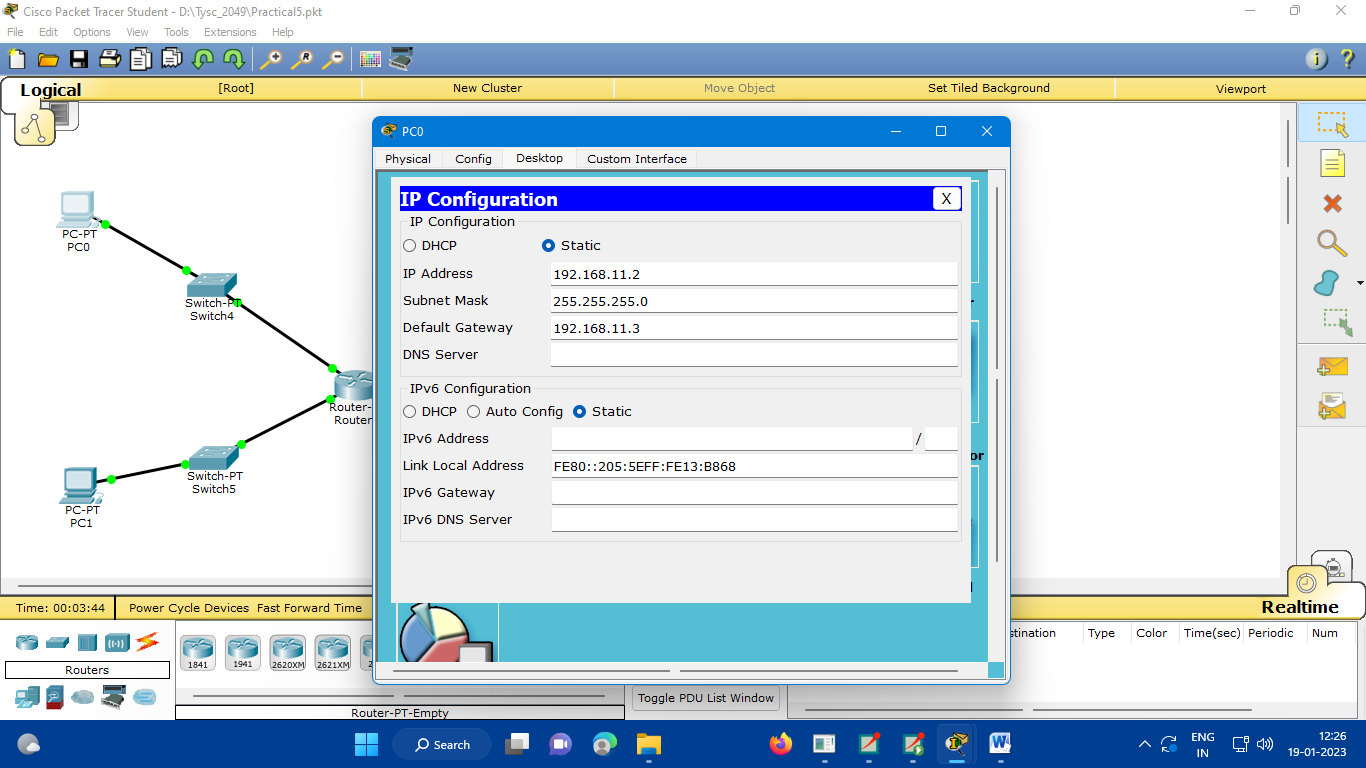 Cisco Packet Tracer Student - D:\Tysc_2049\Practical5.pkt
File Edit Options View Tools Extensions Help
Logical [Root] New Cluster Move Object Set Tiled Background Viewport
PC0
Physical Config Desktop Custom Interface
IP Configuration X
IP Configuration
DHCP Static
IP Address 192.168.11.2
Subnet Mask 255.255.255.0
Default Gateway 192.168.11.3
DNS Server
IPv6 Configuration
DHCP Auto Config Static
IPv6 Address /
Link Local Address FE80::205:5EFF:FE13:B868
IPv6 Gateway
IPv6 DNS Server
PC-PT
PC0
Switch-PT
Switch4
Router-
Router
Switch-PT
Switch5
PC-PT
PC1
or
Time: 00:03:44 Power Cycle Devices Fast Forward Time Realtime
Routers
1841 1941 2620XM 2621XM
Router-PT-Empty
Toggle PDU List Window
stination Type Color Time(sec) Periodic Num
Search
ENG
IN
12:26
19-01-2023